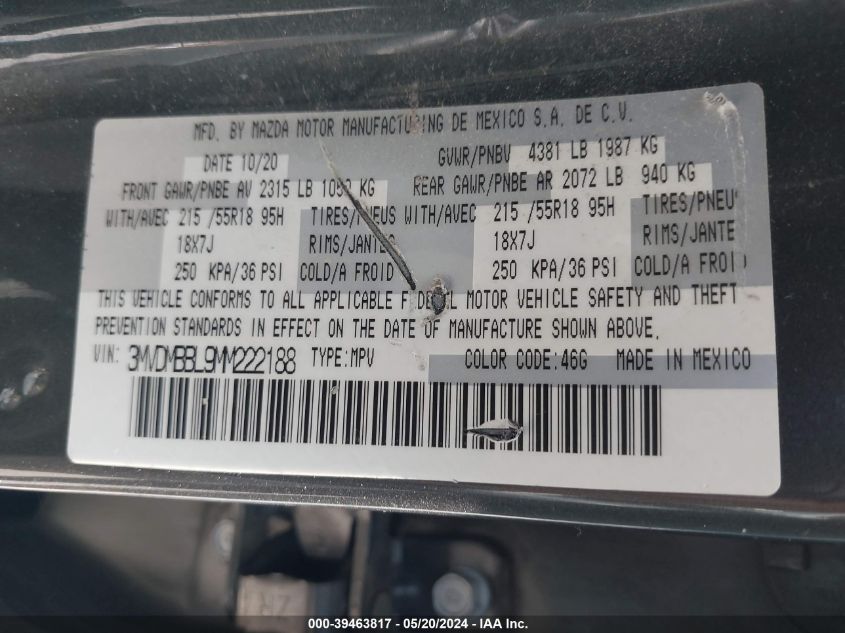 MFD. BY MAZDA MOTOR MANUFACTURING DE MEXICO S.A. DE C.V.
DATE 10/20 GVWR/PNBV 4381 LB 1987 KG
FRONT GAWR/PNBE AV 2315 LB KG REAR GAWR/PNBE AR 2072 LB 940 KG
WITH/AVEC 215 /55R18 95H TIRES/PNEUS WITH/AVEC 215 /55R18 95H TIRES/PNEU
18X7J RIMS/JANTES 18X7J RIMS/JANTE
250 KPA/36 PSI COLD/A FROID 250 KPA/36 PSI COLD/A FROID
THIS VEHICLE CONFORMS TO ALL APPLICABLE FEDERAL MOTOR VEHICLE SAFETY AND THEFT
PREVENTION STANDARDS IN EFFECT ON THE DATE OF MANUFACTURE SHOWN ABOVE.
VIN: 3MVDMBBL9MM222188 TYPE:MPV COLOR CODE:46G MADE IN MEXICO
000-39463817 - 05/20/2024 - IAA Inc.